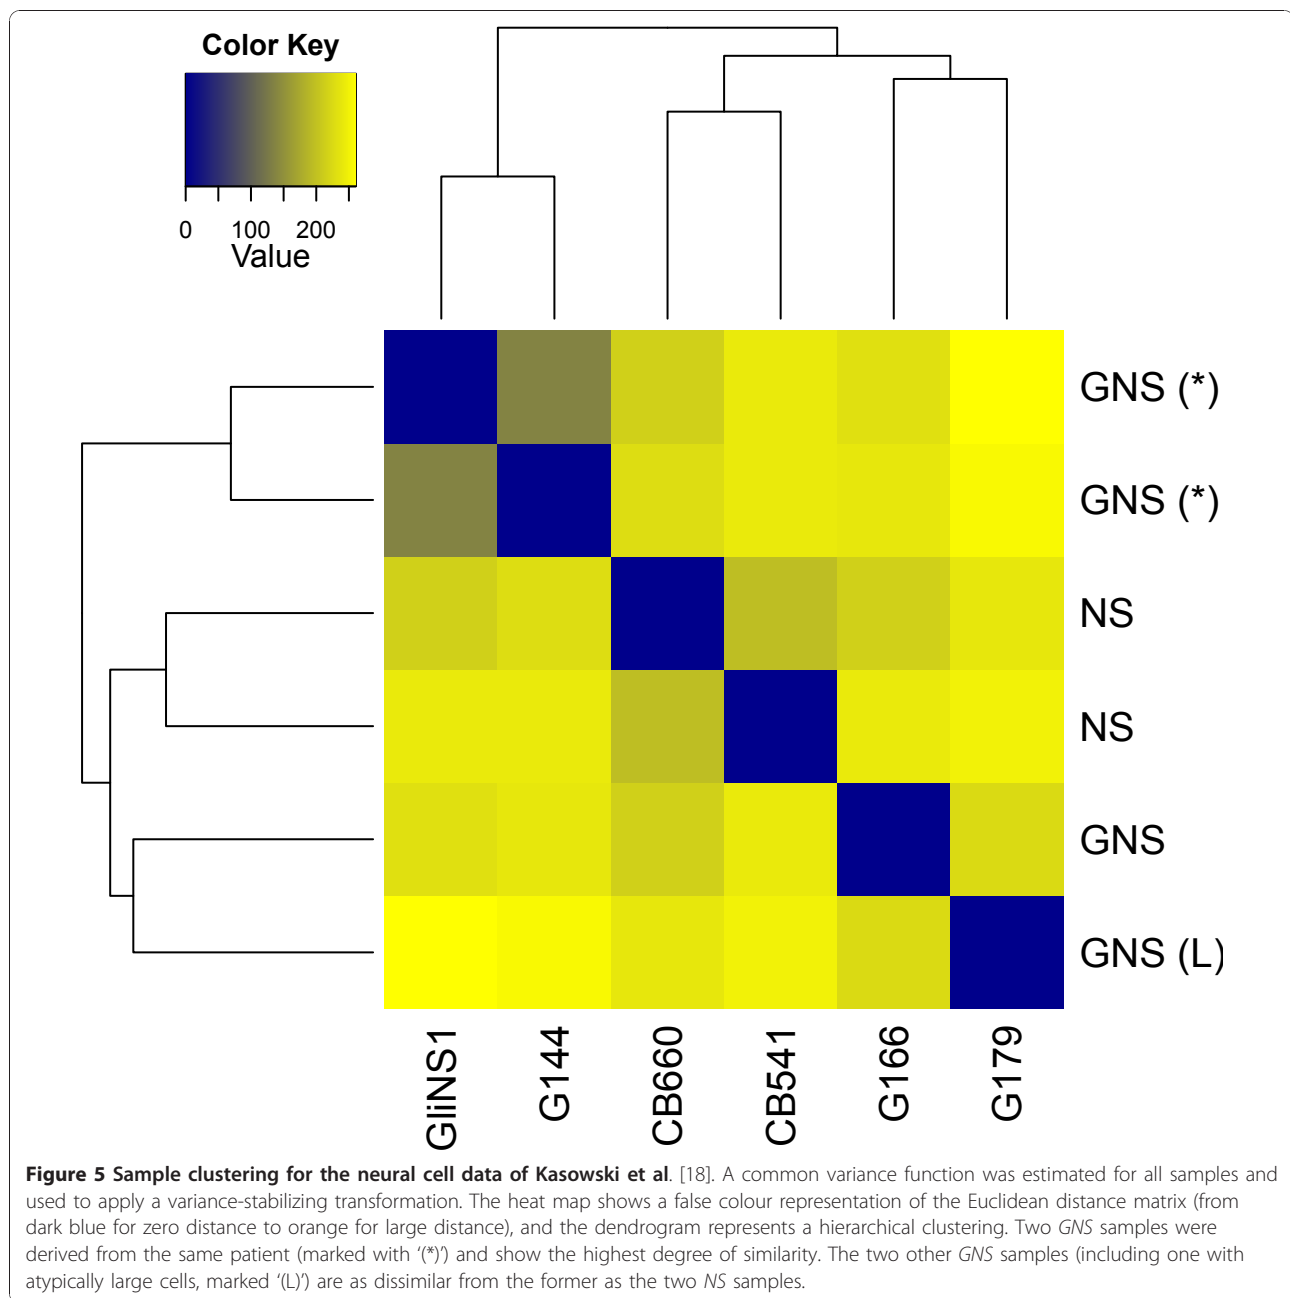 Color Key
0 100 200
Value
GNS (*)
GNS (*)
NS
NS
GNS
GNS (L)
GliNS1
G144
CB660
CB541
G166
G179
Figure 5 Sample clustering for the neural cell data of Kasowski et al. [18]. A common variance function was estimated for all samples and
used to apply a variance-stabilizing transformation. The heat map shows a false colour representation of the Euclidean distance matrix (from
dark blue for zero distance to orange for large distance), and the dendrogram represents a hierarchical clustering. Two GNS samples were
derived from the same patient (marked with ‘(*)’) and show the highest degree of similarity. The two other GNS samples (including one with
atypically large cells, marked ‘(L)’) are as dissimilar from the former as the two NS samples.